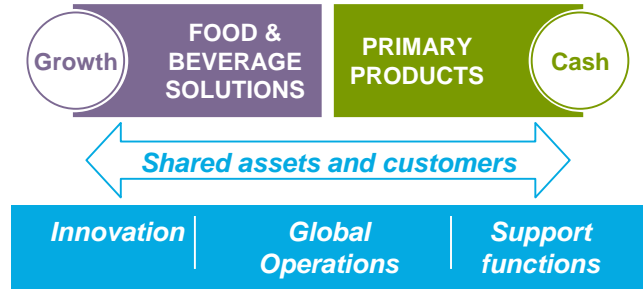 Growth
FOOD &
BEVERAGE
SOLUTIONS
PRIMARY
PRODUCTS
Cash
Shared assets and customers
Innovation
Global
Operations
Support
functions